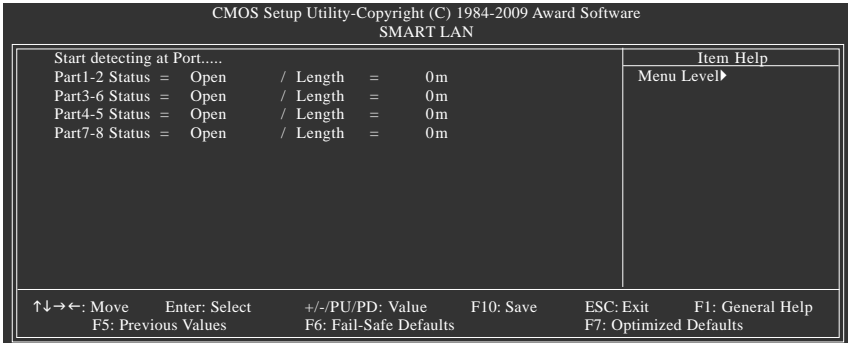 CMOS Setup Utility-Copyright (C) 1984-2009 Award Software
SMART LAN
Start detecting at Port.....
Part1-2 Status = Open / Length = 0m
Part3-6 Status = Open / Length = 0m
Part4-5 Status = Open / Length = 0m
Part7-8 Status = Open / Length = 0m
Item Help
Menu Level▶
↑↓→←: Move Enter: Select +/-/PU/PD: Value F10: Save ESC: Exit F1: General Help
F5: Previous Values F6: Fail-Safe Defaults F7: Optimized Defaults